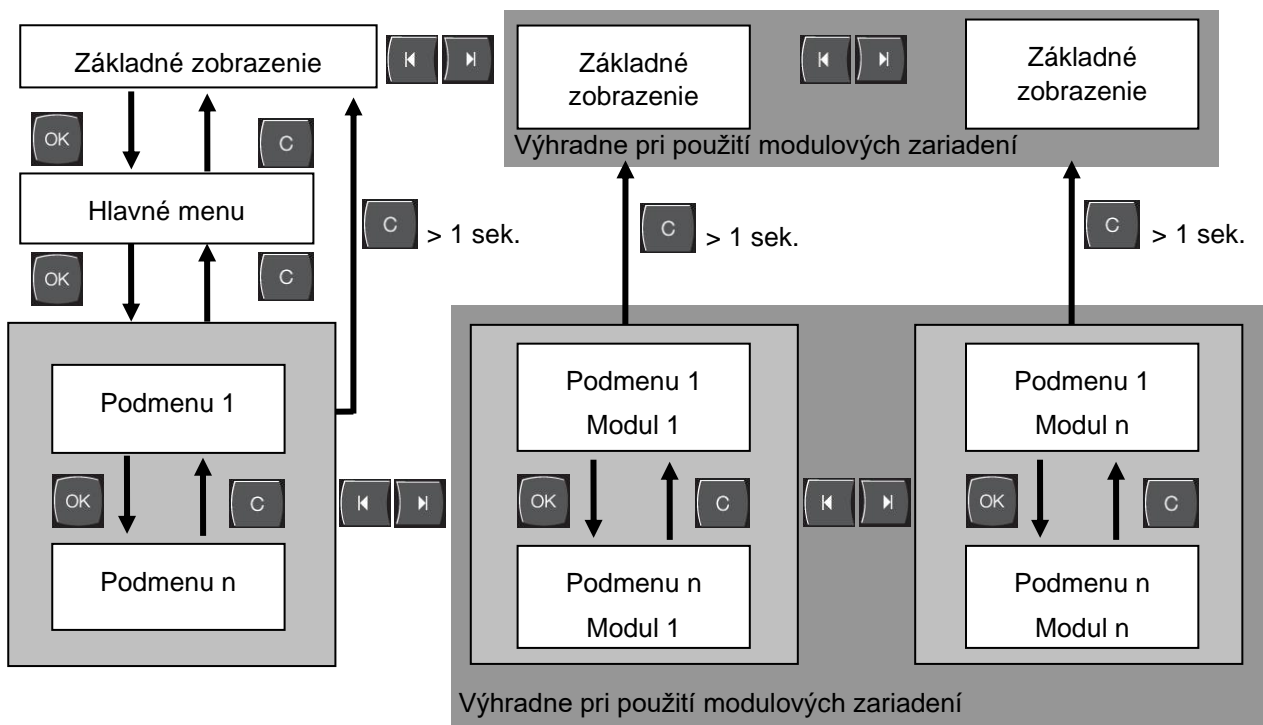 Základné zobrazenie
Základné
zobrazenie
Základné
zobrazenie
Výhradne pri použití modulových zariadení
OK
C
Hlavné menu
C
> 1 sek.
C
> 1 sek.
C
> 1 sek.
OK
C
Podmenu 1
Podmenu 1
Modul 1
Podmenu 1
Modul n
OK
C
OK
C
OK
C
Podmenu n
Podmenu n
Modul 1
Podmenu n
Modul n
Výhradne pri použití modulových zariadení